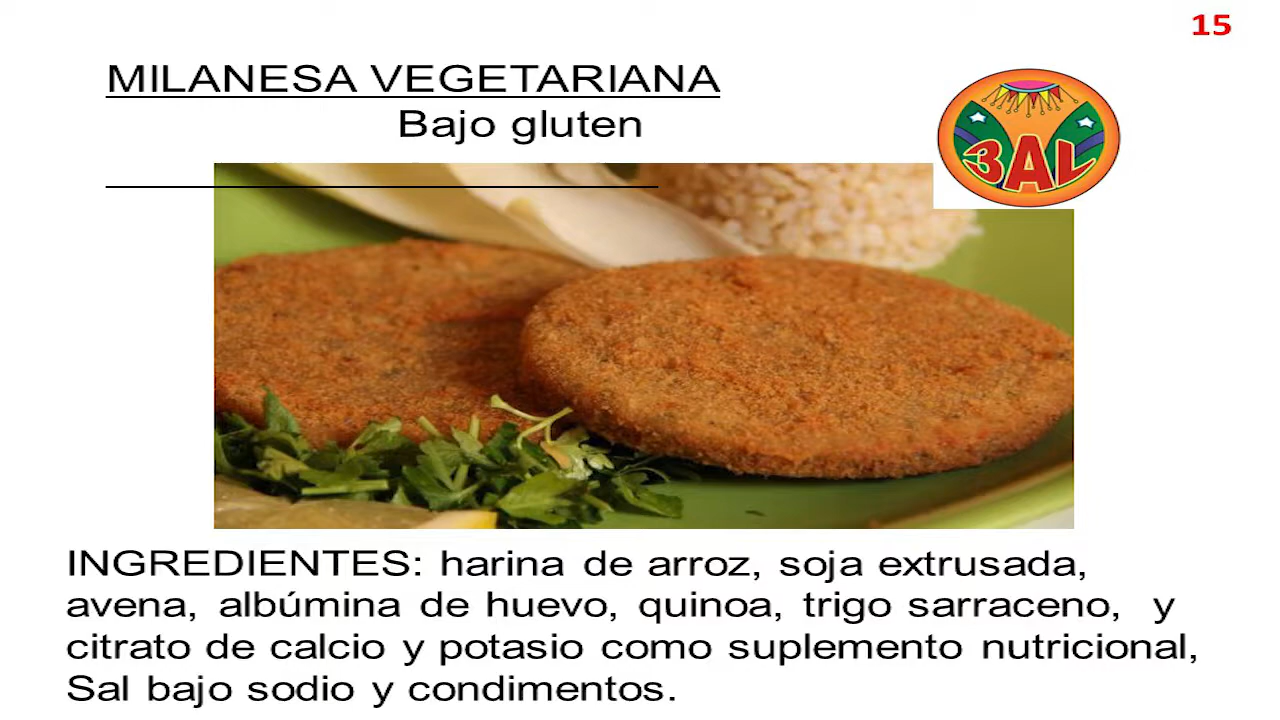 15
MILANESA VEGETARIANA
Bajo gluten
3AL
INGREDIENTES: harina de arroz, soja extrusada,
avena, albúmina de huevo, quinoa, trigo sarraceno, y
citrato de calcio y potasio como suplemento nutricional,
Sal bajo sodio y condimentos.